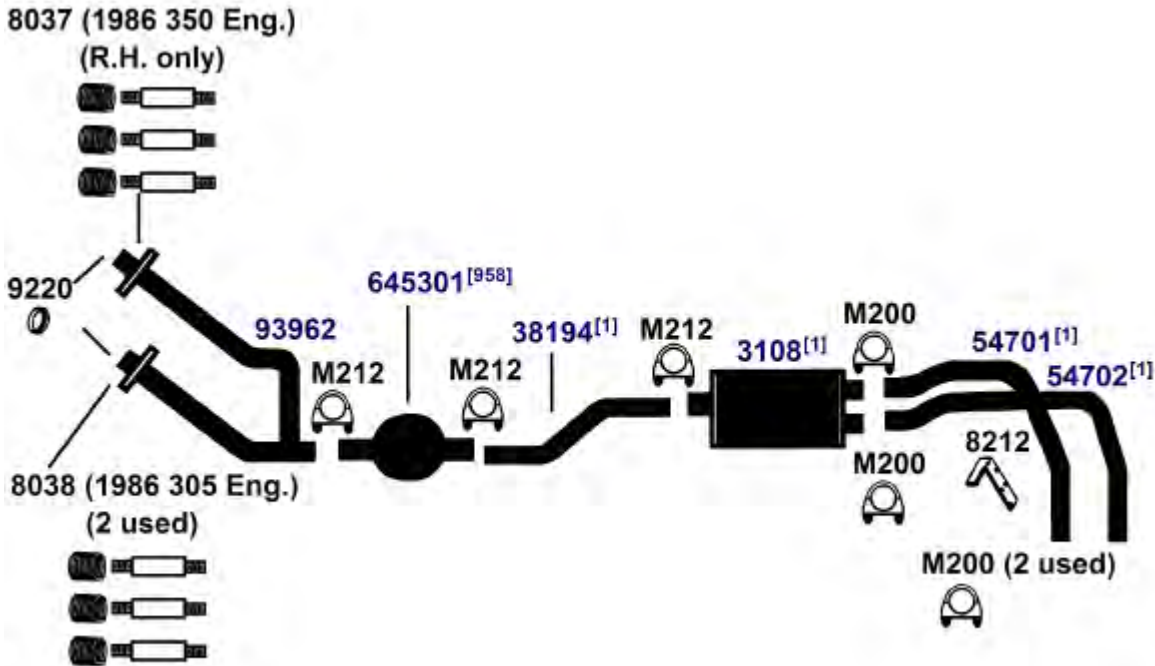 8037 (1986 350 Eng.)
(R.H. only)
9220
93962
645301[958]
M212
M212
38194[1]
M212
3108[1]
M200
54701[1]
54702[1]
8212
M200
8038 (1986 305 Eng.)
(2 used)
M200 (2 used)